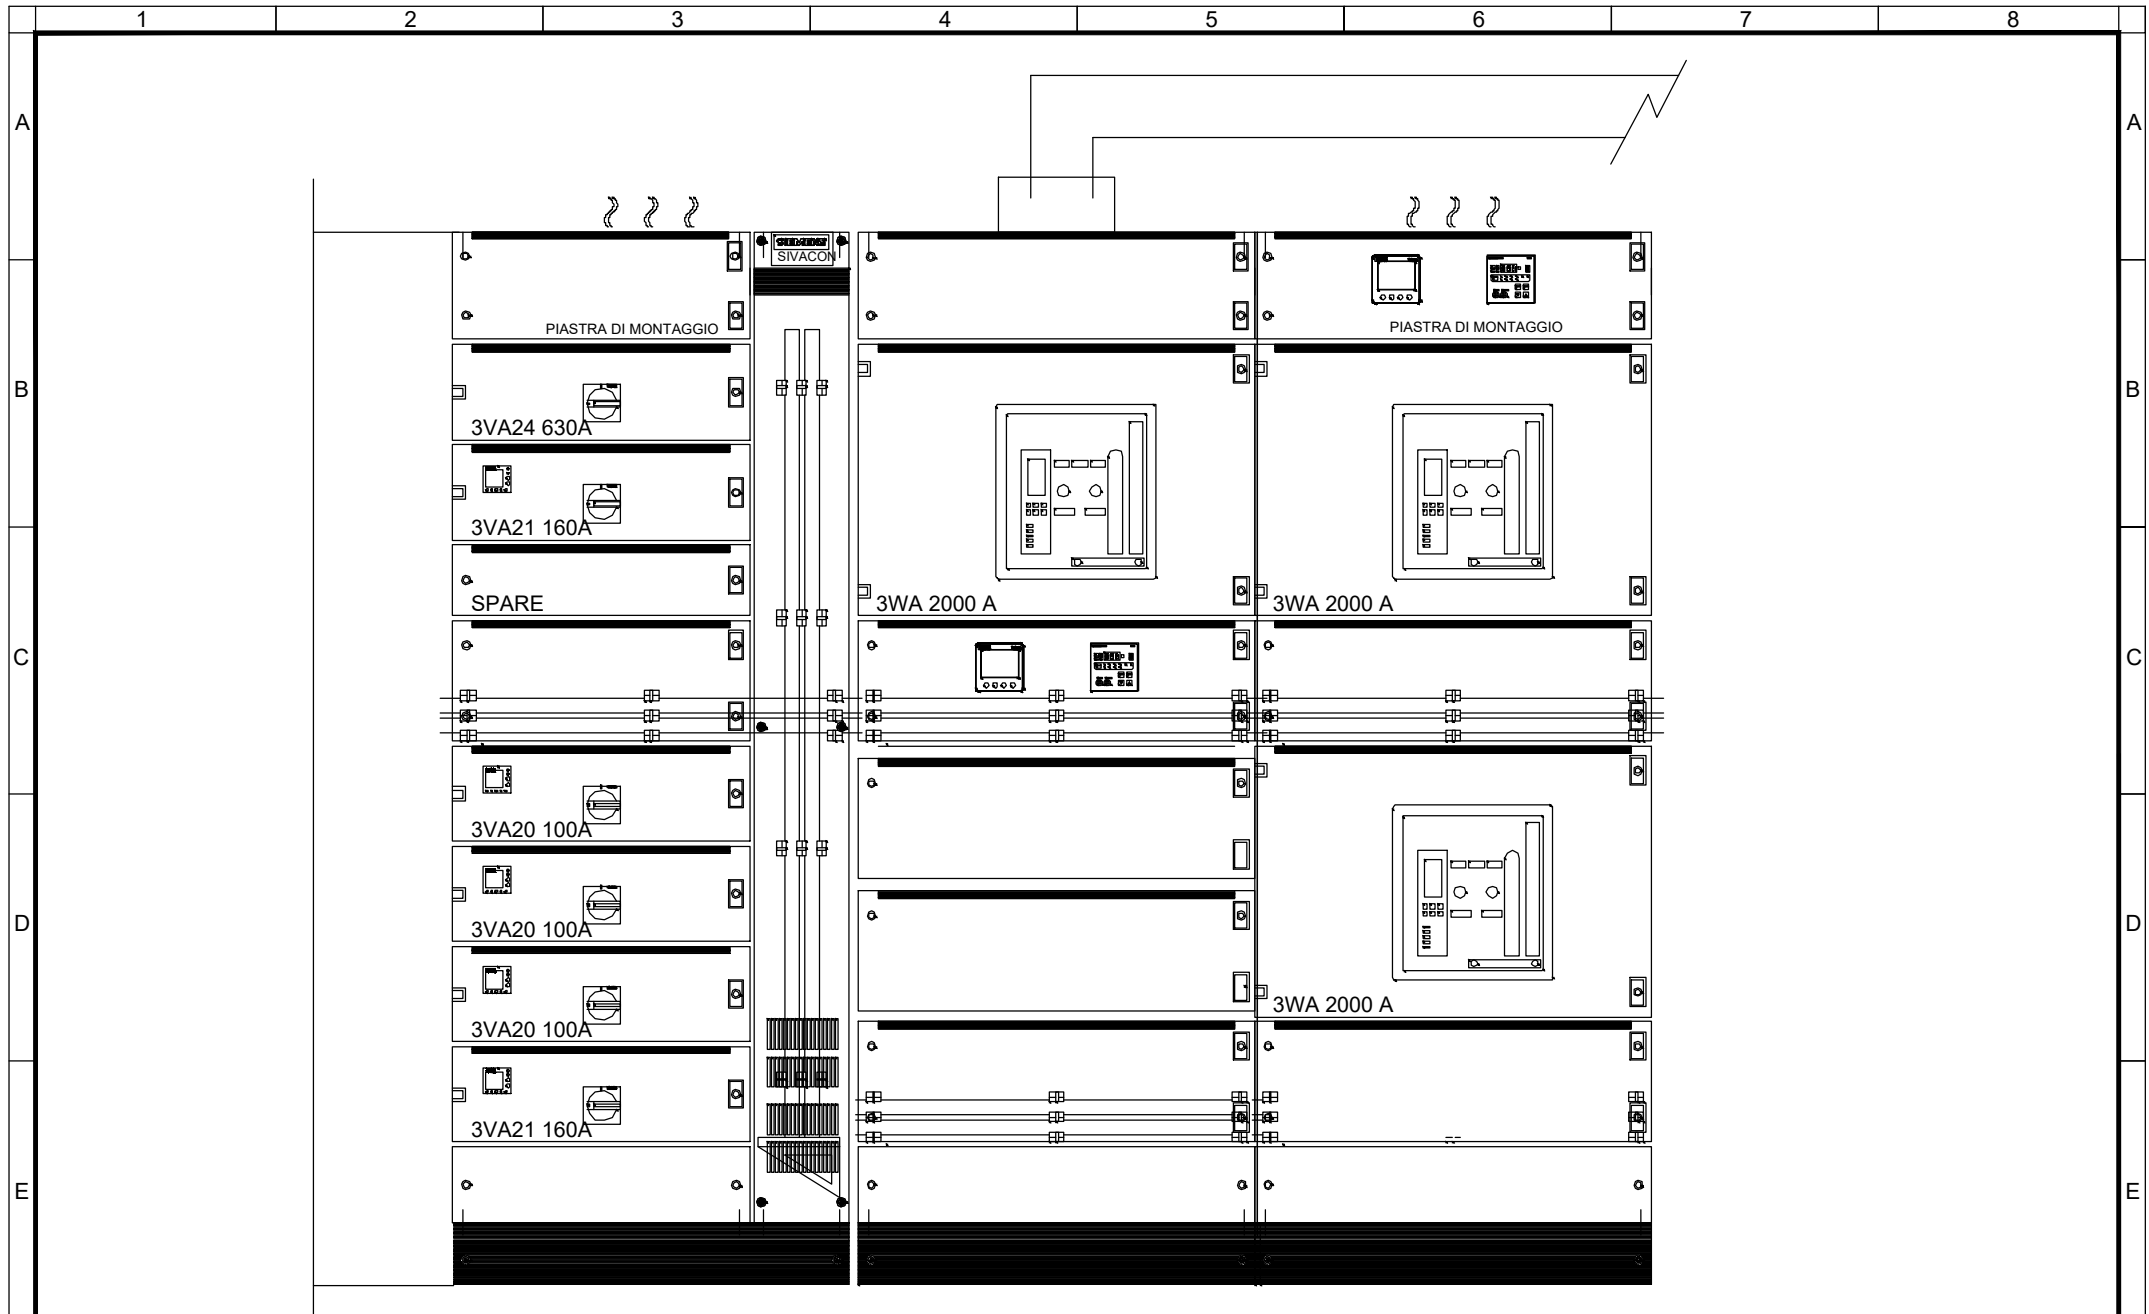 1 2 3 4 5 6 7 8
A A
SIEMENS
SIVACON
PIASTRA DI MONTAGGIO PIASTRA DI MONTAGGIO
B B
3VA24 630A
3VA21 160A
SPARE 3WA 2000 A 3WA 2000 A
C C
3VA20 100A
D D
3VA20 100A
3WA 2000 A
3VA20 100A
3VA21 160A
E E